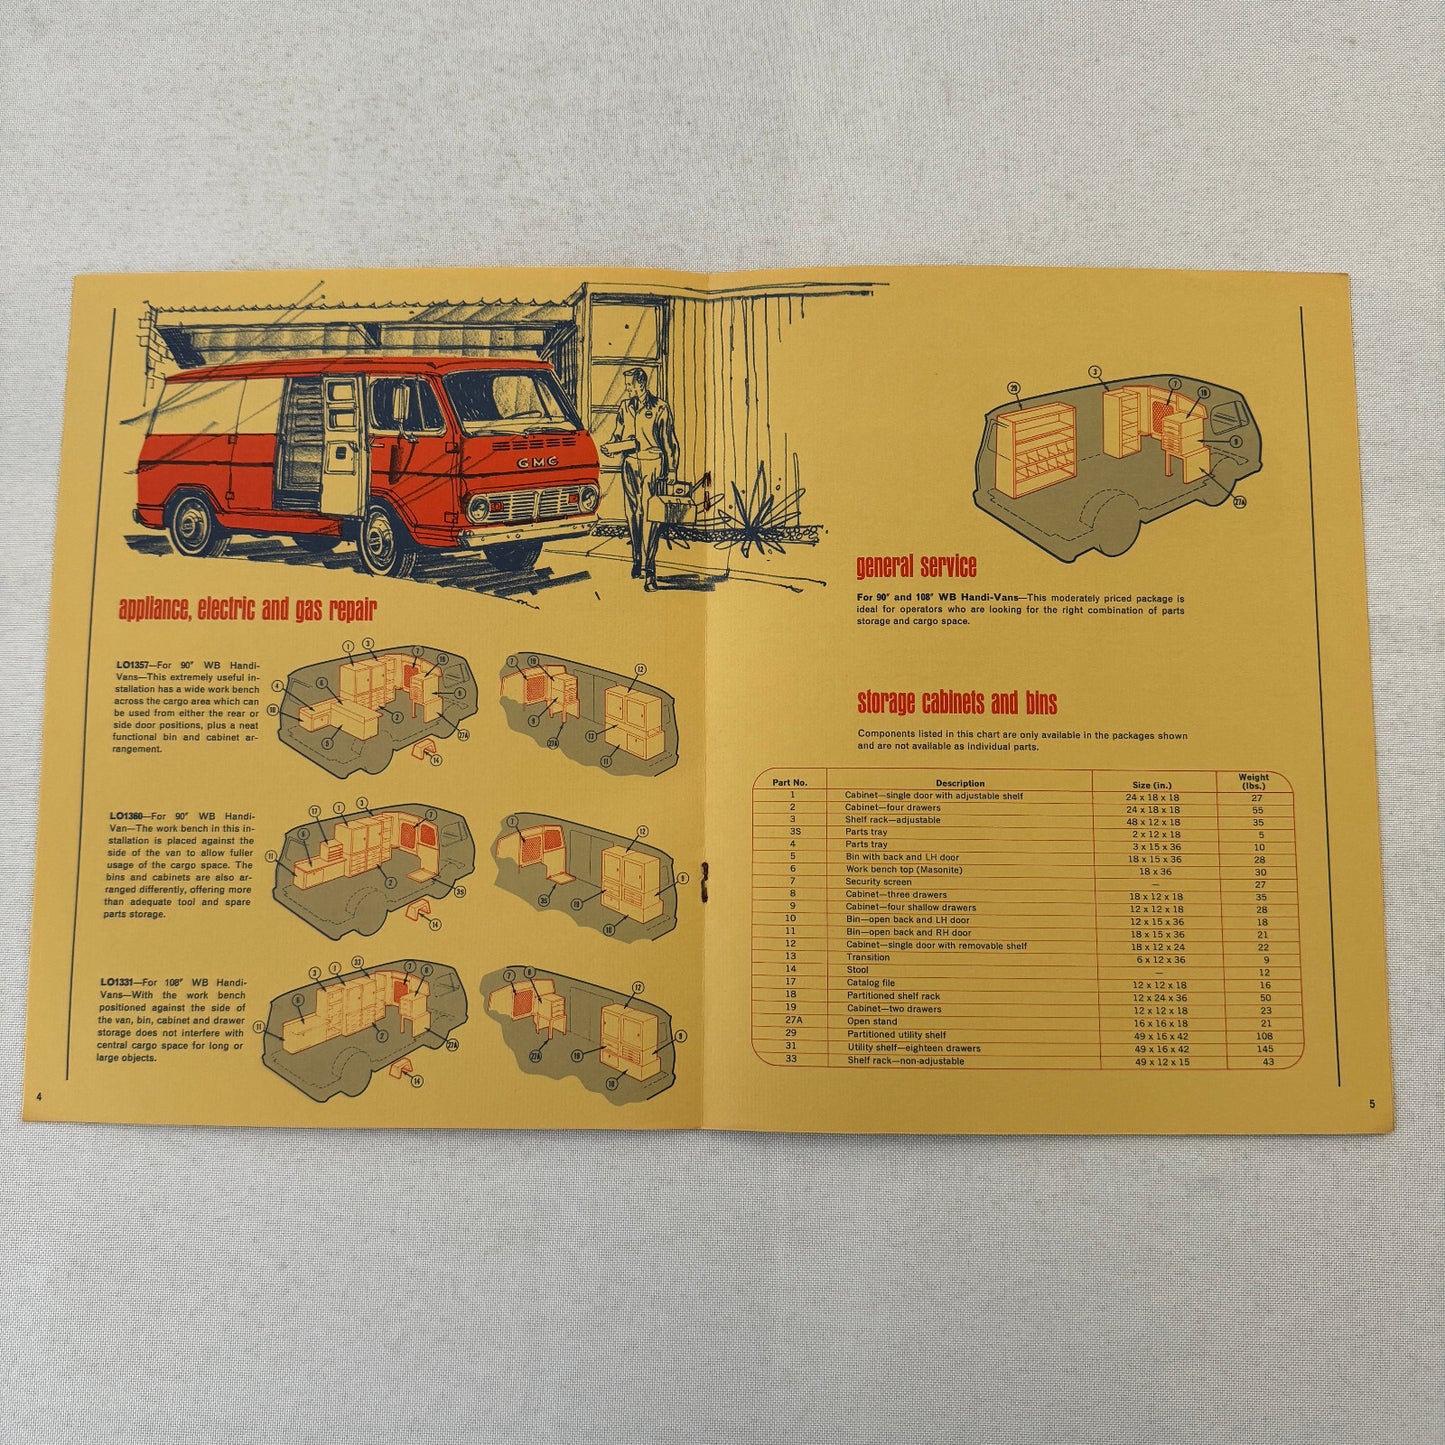 GMC
appliance, electric and gas repair
LO1357—For 90″ WB Handi-
Vans—This extremely useful in-
stallation has a wide work bench
across the cargo area which can
be used from either the rear or
side door positions, plus a neat
functional bin and cabinet ar-
rangement.
LO1360—For 90″ WB Handi-
Van—The work bench in this in-
stallation is placed against the
side of the van to allow fuller
usage of the cargo space. The
bins and cabinets are also ar-
ranged differently, offering more
than adequate tool and spare
parts storage.
LO1331—For 108″ WB Handi-
Vans—With the work bench
positioned against the side of
the van, bin, cabinet and drawer
storage does not interfere with
central cargo space for long or
large objects.
4
general service
For 90″ and 108″ WB Handi-Vans—This moderately priced package is
ideal for operators who are looking for the right combination of parts
storage and cargo space.
storage cabinets and bins
Components listed in this chart are only available in the packages shown
and are not available as individual parts.
Part No. Description Size (in.) Weight (lbs.)
1 Cabinet—single door with adjustable shelf 24 x 18 x 18 27
2 Cabinet—four drawers 24 x 18 x 18 55
3 Shelf rack—adjustable 48 x 12 x 18 35
3S Parts tray 2 x 12 x 18 5
4 Parts tray 3 x 15 x 36 10
5 Bin with back and LH door 18 x 15 x 36 28
6 Work bench top (Masonite) 18 x 36 30
7 Security screen — 27
8 Cabinet—three drawers 18 x 12 x 18 35
9 Cabinet—four shallow drawers 12 x 12 x 18 28
10 Bin—open back and LH door 12 x 15 x 36 18
11 Bin—open back and RH door 18 x 15 x 36 21
12 Cabinet—single door with removable shelf 18 x 12 x 24 22
13 Transition 6 x 12 x 36 9
14 Stool — 12
17 Catalog file 12 x 12 x 18 16
18 Partitioned shelf rack 12 x 24 x 36 50
19 Cabinet—two drawers 12 x 12 x 18 23
27A Open stand 16 x 16 x 18 21
29 Partitioned utility shelf 49 x 16 x 42 108
31 Utility shelf—eighteen drawers 49 x 16 x 42 145
33 Shelf rack—non-adjustable 49 x 12 x 15 43
5